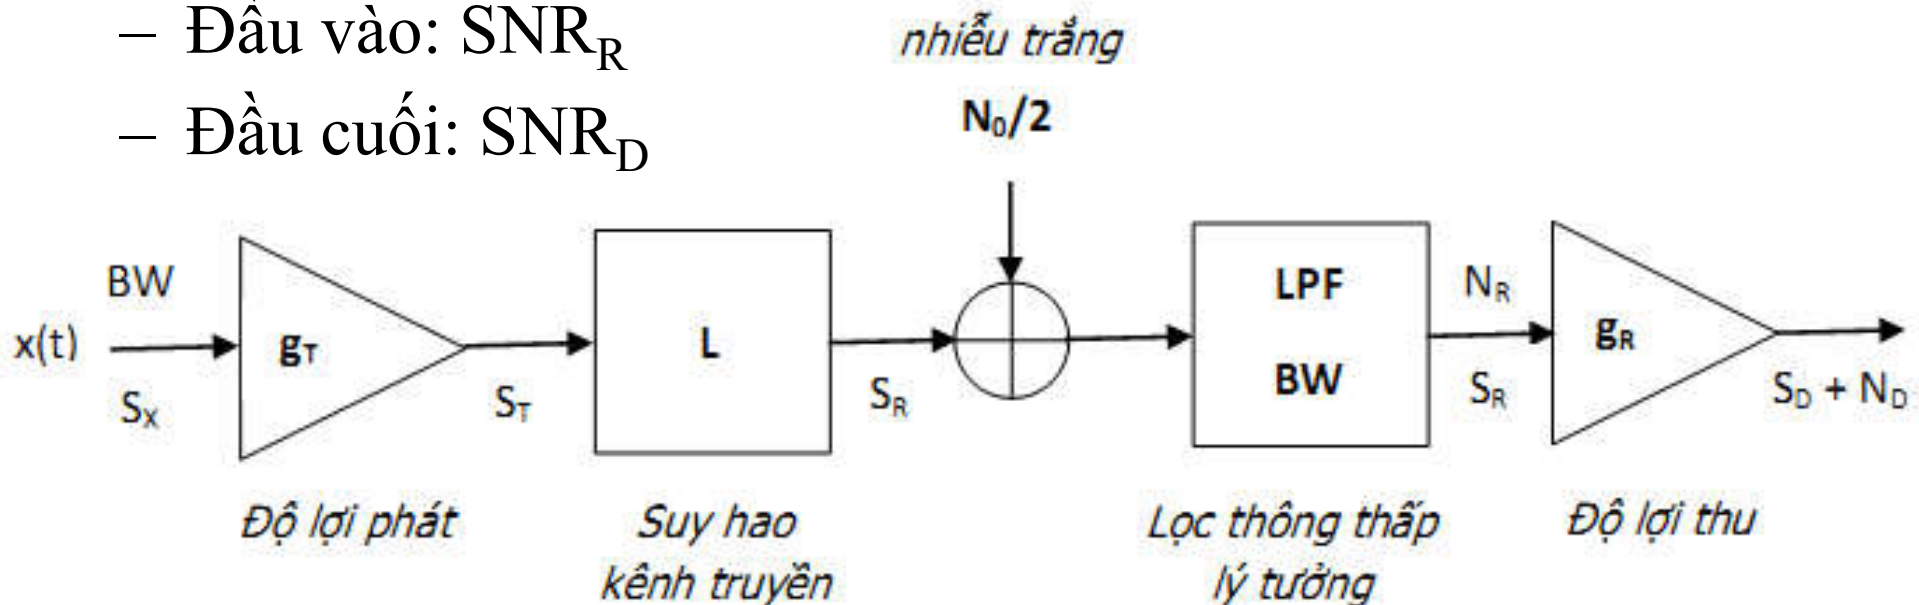 – Đầu vào: SNR_R
– Đầu cuối: SNR_D
nhiễu trắng
N₀/2
BW
x(t)
S_X
g_T
S_T
L
S_R
LPF
BW
N_R
S_R
g_R
S_D + N_D
Độ lợi phát
Suy hao
kênh truyền
Lọc thông thấp
lý tưởng
Độ lợi thu